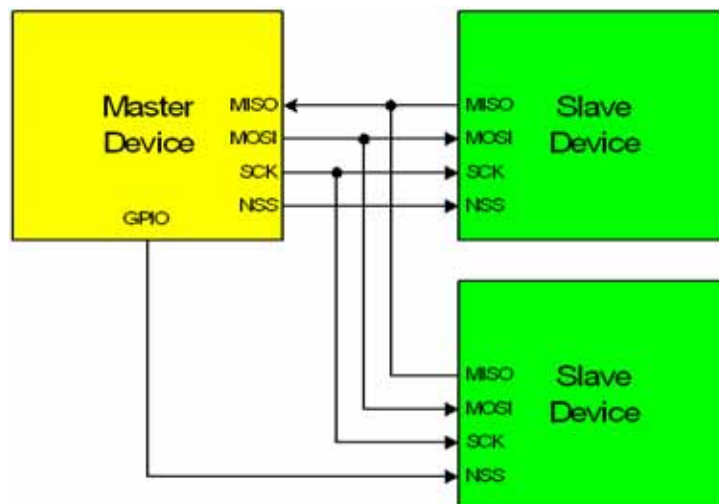 Master
Device
MISO
MOSI
SCK
NSS
GPIO
MISO
MOSI
SCK
NSS
Slave
Device
MISO
MOSI
SCK
NSS
Slave
Device